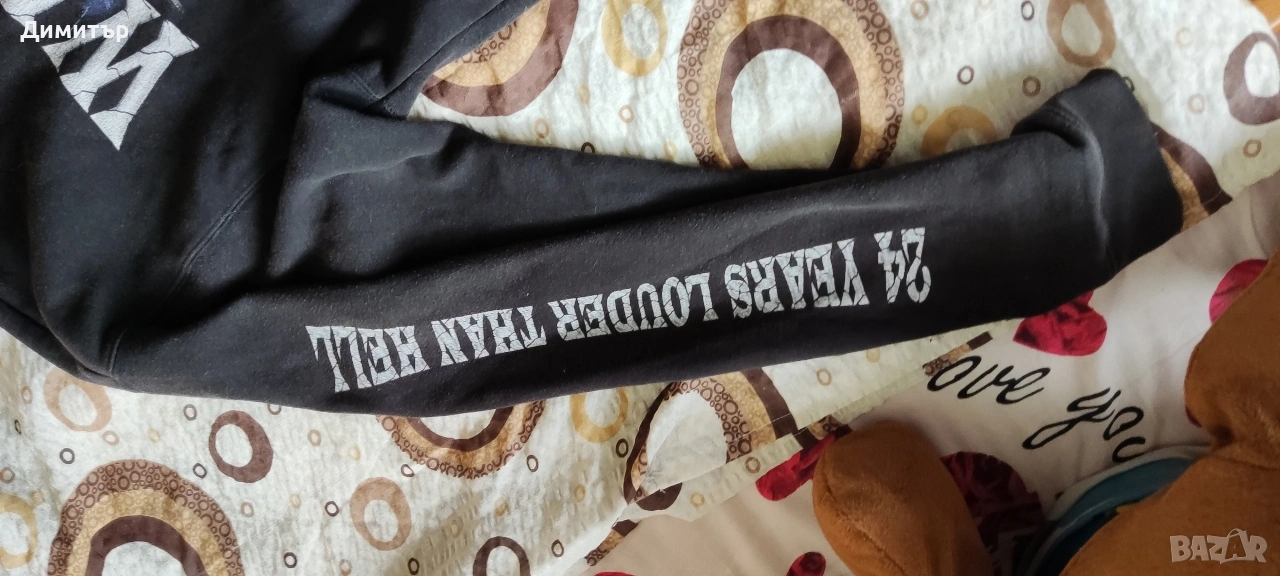 Димитър
24 YEARS LOUDER THAN HELL
love you
BAZAR